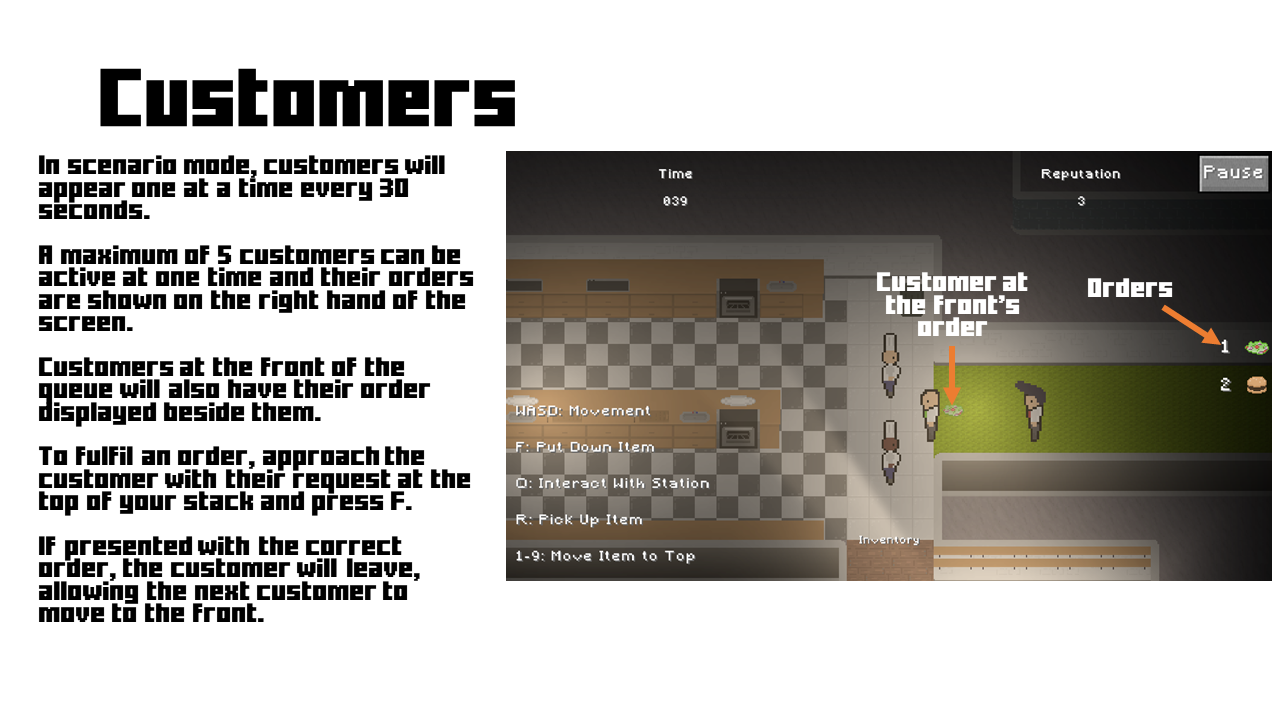 Customers
In scenario mode, customers will
appear one at a time every 30
seconds.
A maximum of 5 customers can be
active at one time and their orders
are shown on the right hand of the
screen.
Customers at the front of the
queue will also have their order
displayed beside them.
To fulfil an order, approach the
customer with their request at the
top of your stack and press F.
If presented with the correct
order, the customer will leave,
allowing the next customer to
move to the front.
Time
039
Reputation
3
Pause
Customer at
the front's
order
Orders
1
2
WASD: Movement
F: Put Down Item
Q: Interact With Station
R: Pick Up Item
1-9: Move Item to Top
Inventory